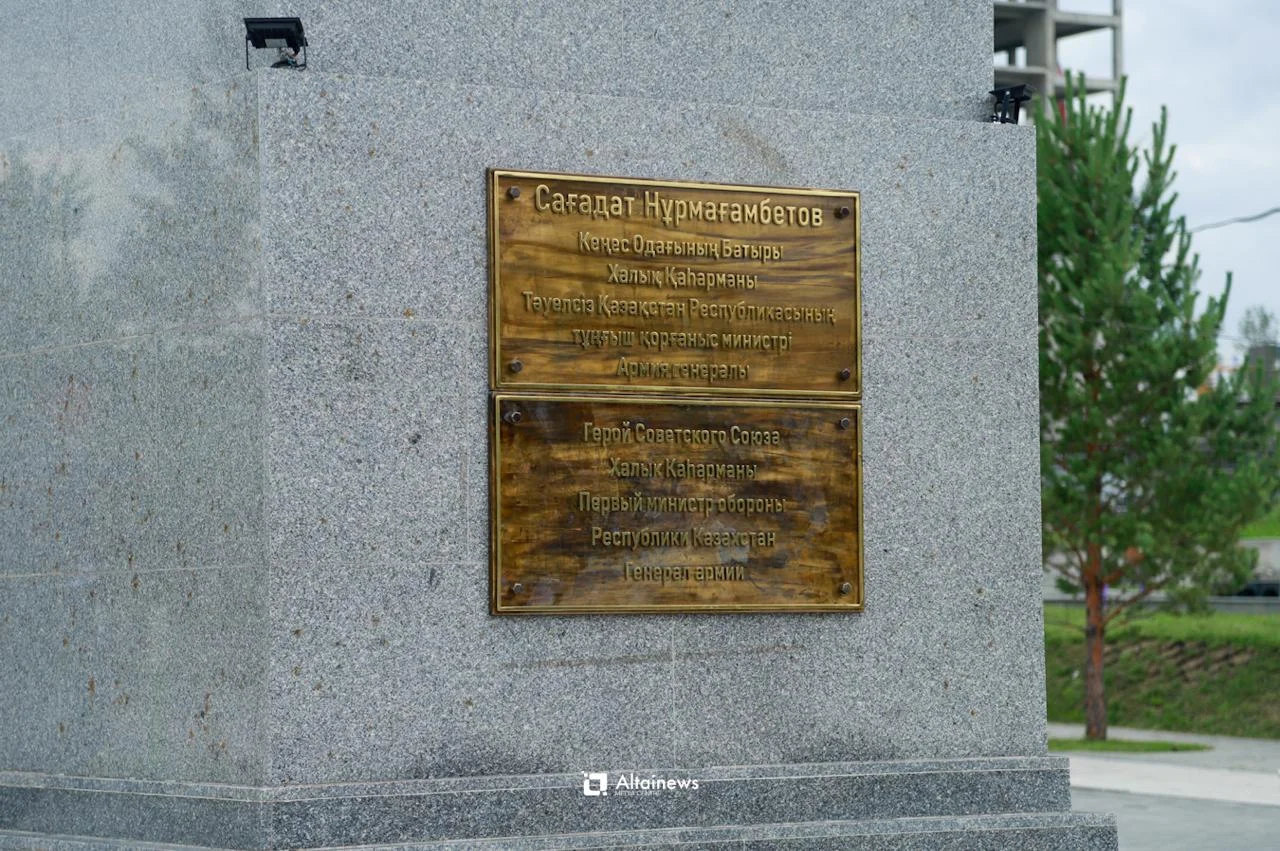 Сағадат Нұрмағамбетов
Кеңес Одағының Батыры
Халық Қаһарманы
Тәуелсіз Қазақстан Республикасының
тұңғыш қорғаныс министрі
Армия генералы
Герой Советского Союза
Халық Қаһарманы
Первый министр обороны
Республики Казахстан
Генерал армии
Altainews